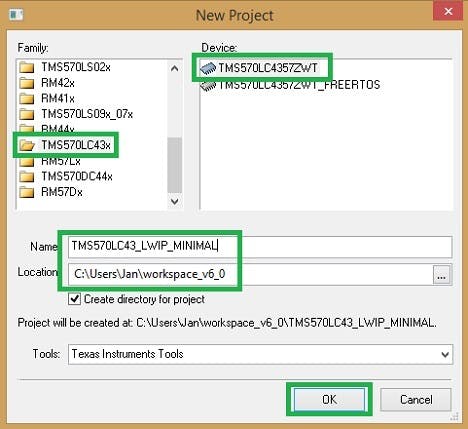 New Project
Family:
Device:
TMS570LS02x
RM42x
RM41x
TMS570LS09x_07x
RM44x
TMS570LC43x
RM57Lx
TMS570DC44x
RM57Dx
TMS570LC4357ZWT
TMS570LC4357ZWT_FREERTOS
Name
TMS570LC43_LWIP_MINIMAL
Location
C:\Users\Jan\workspace_v6_0
...
Create directory for project
Project will be created at: C:\Users\Jan\workspace_v6_0\TMS570LC43_LWIP_MINIMAL.
Tools:
Texas Instruments Tools
OK
Cancel